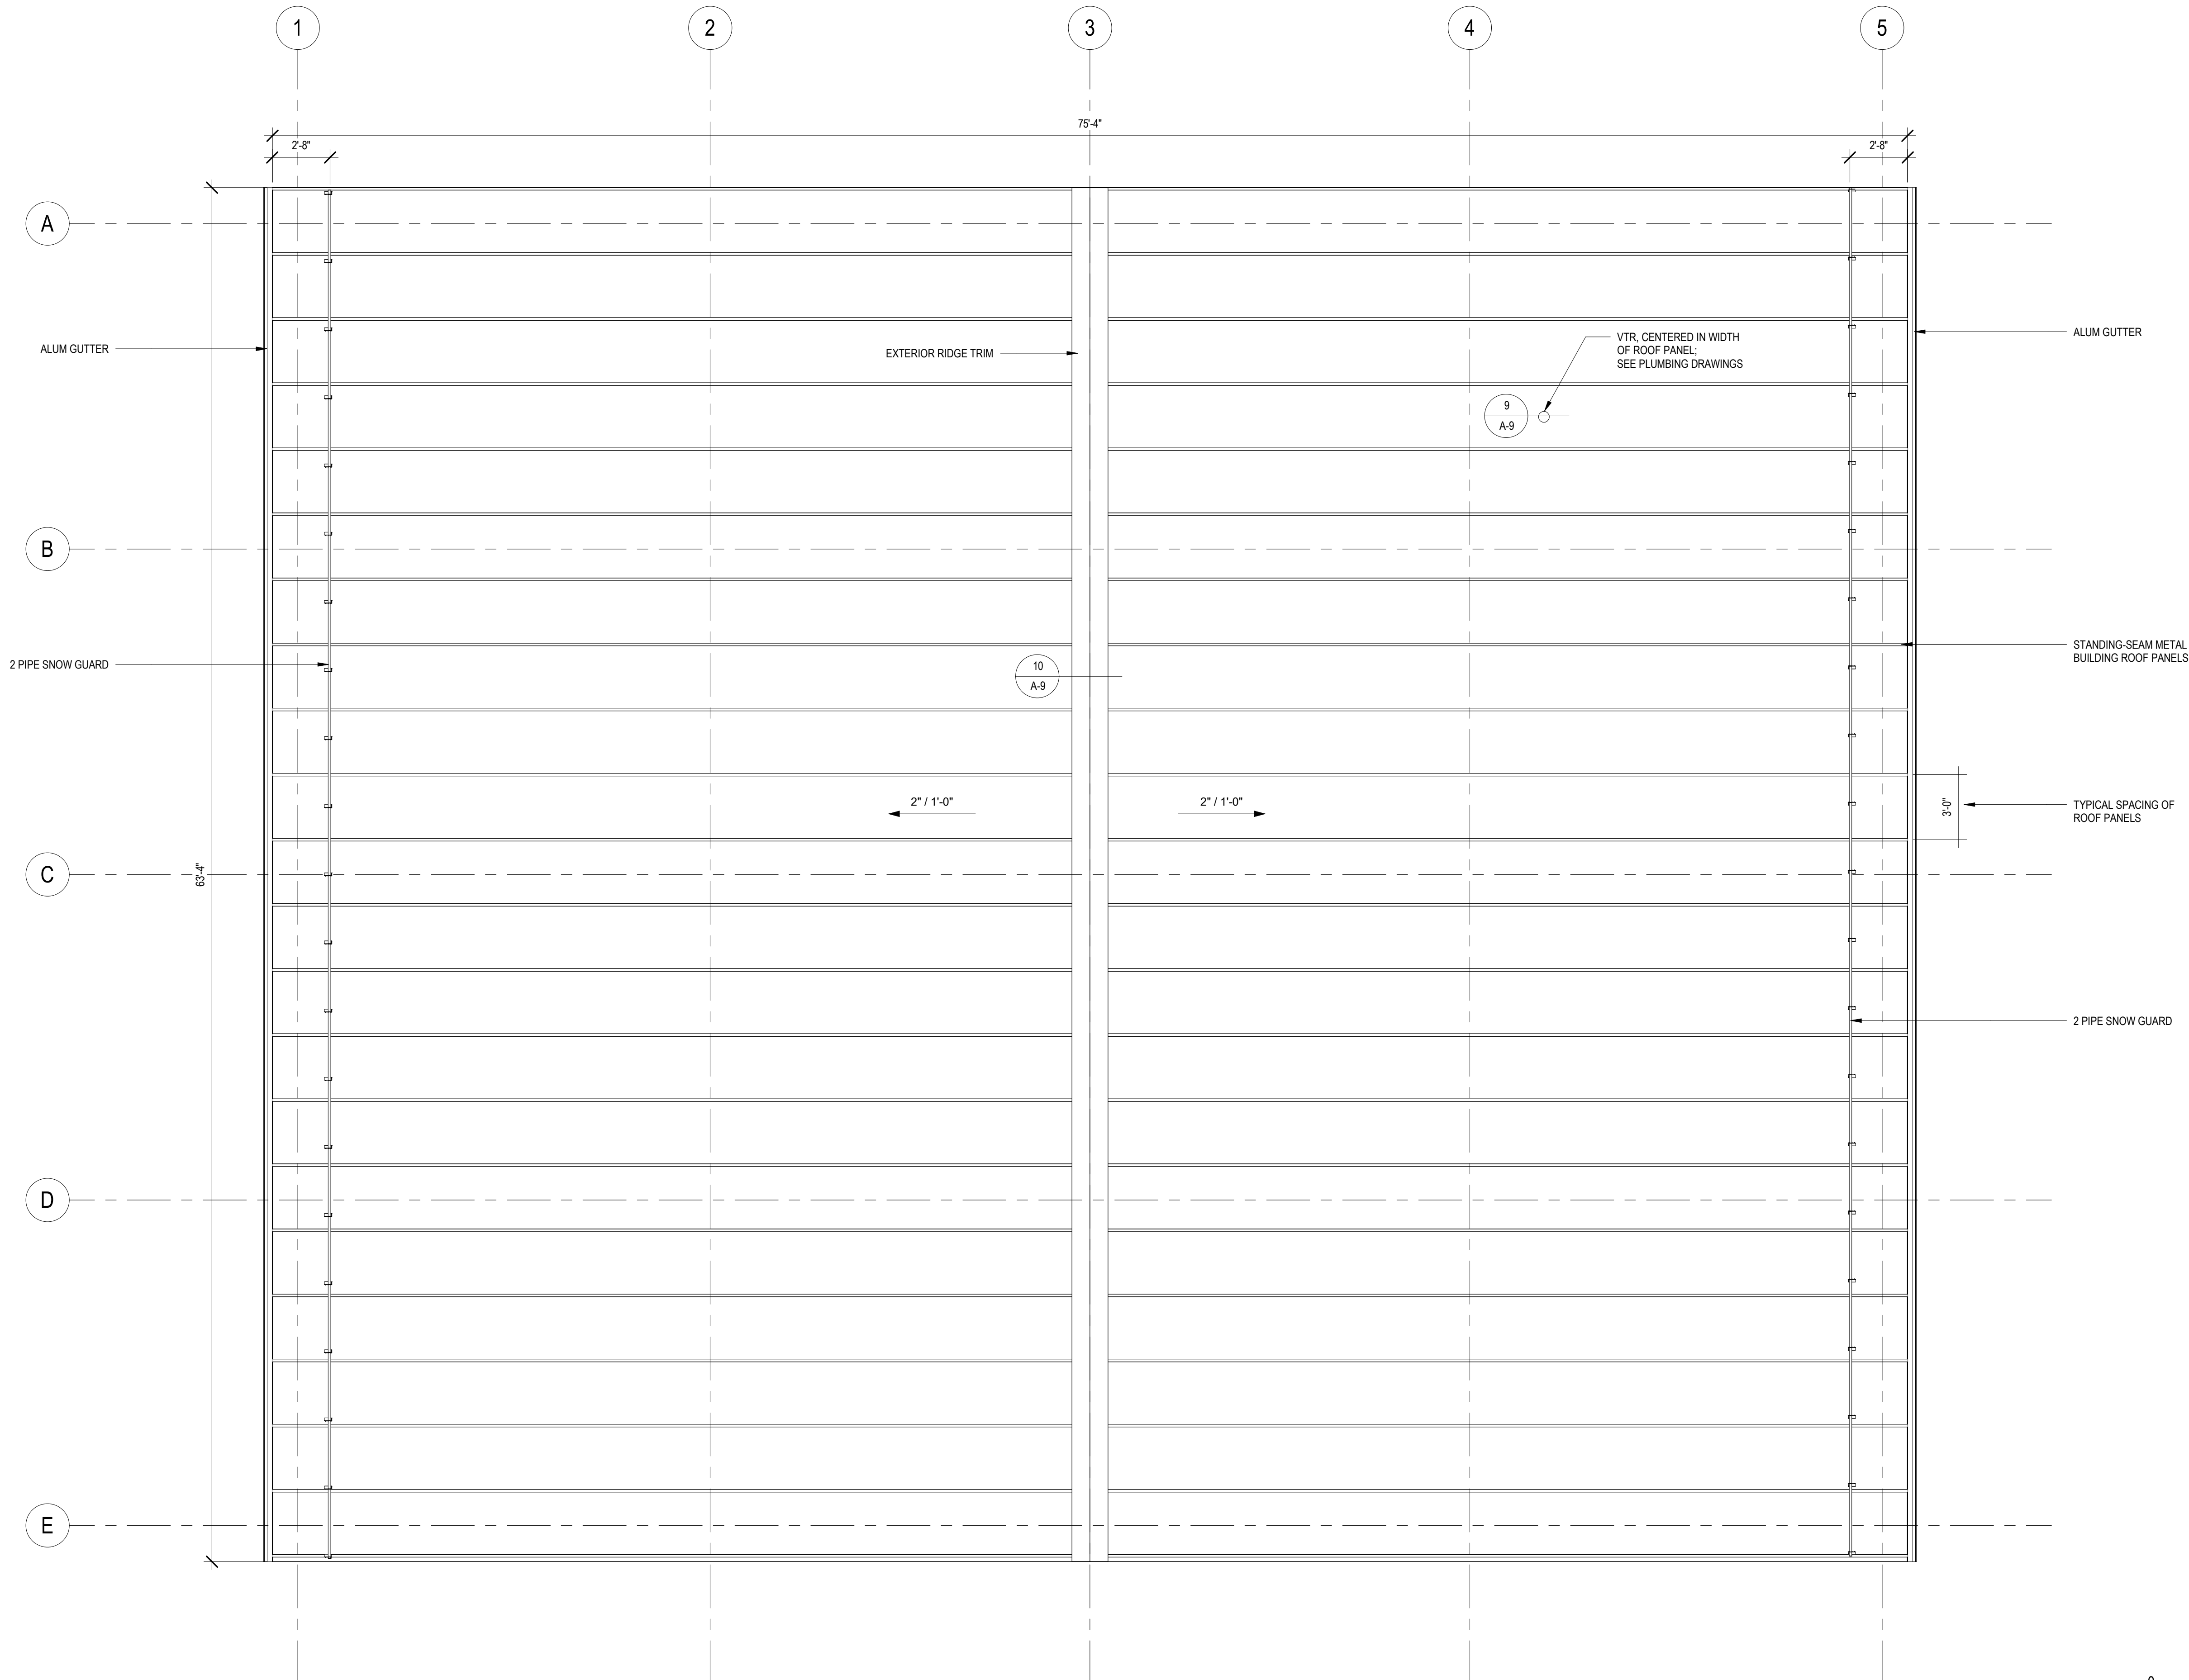 1
2
3
4
5
75'-4"
2'-8"
2'-8"
A
ALUM GUTTER
EXTERIOR RIDGE TRIM
VTR, CENTERED IN WIDTH
OF ROOF PANEL;
SEE PLUMBING DRAWINGS
ALUM GUTTER
9
A-9
B
2 PIPE SNOW GUARD
10
A-9
STANDING-SEAM METAL
BUILDING ROOF PANELS
2" / 1'-0"
2" / 1'-0"
3'-0"
TYPICAL SPACING OF
ROOF PANELS
C
63'-4"
2 PIPE SNOW GUARD
D
E